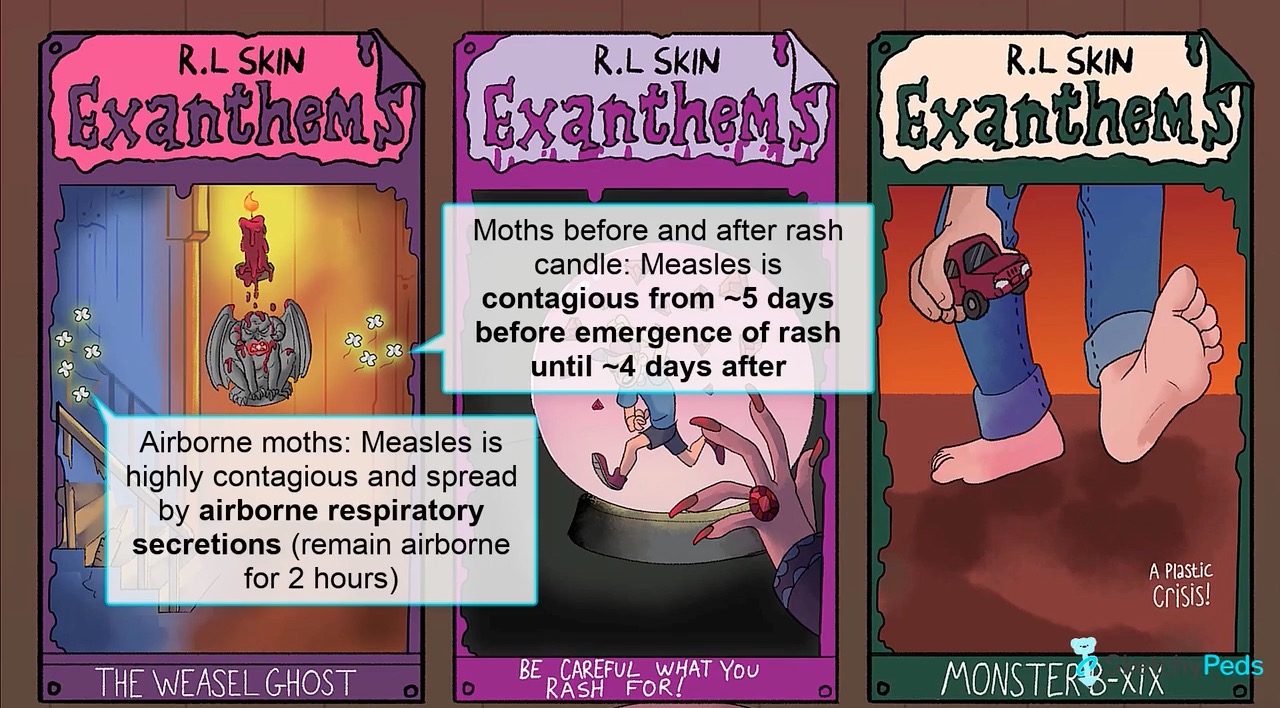 R.L SKIN
Exanthems
THE WEASEL GHOST
R.L SKIN
Exanthems
BE CAREFUL WHAT YOU
RASH FOR!
R.L SKIN
Exanthems
A Plastic
Crisis!
MONSTER B-XIX
Moths before and after rash
candle: Measles is
contagious from ~5 days
before emergence of rash
until ~4 days after
Airborne moths: Measles is
highly contagious and spread
by airborne respiratory
secretions (remain airborne
for 2 hours)
Peds